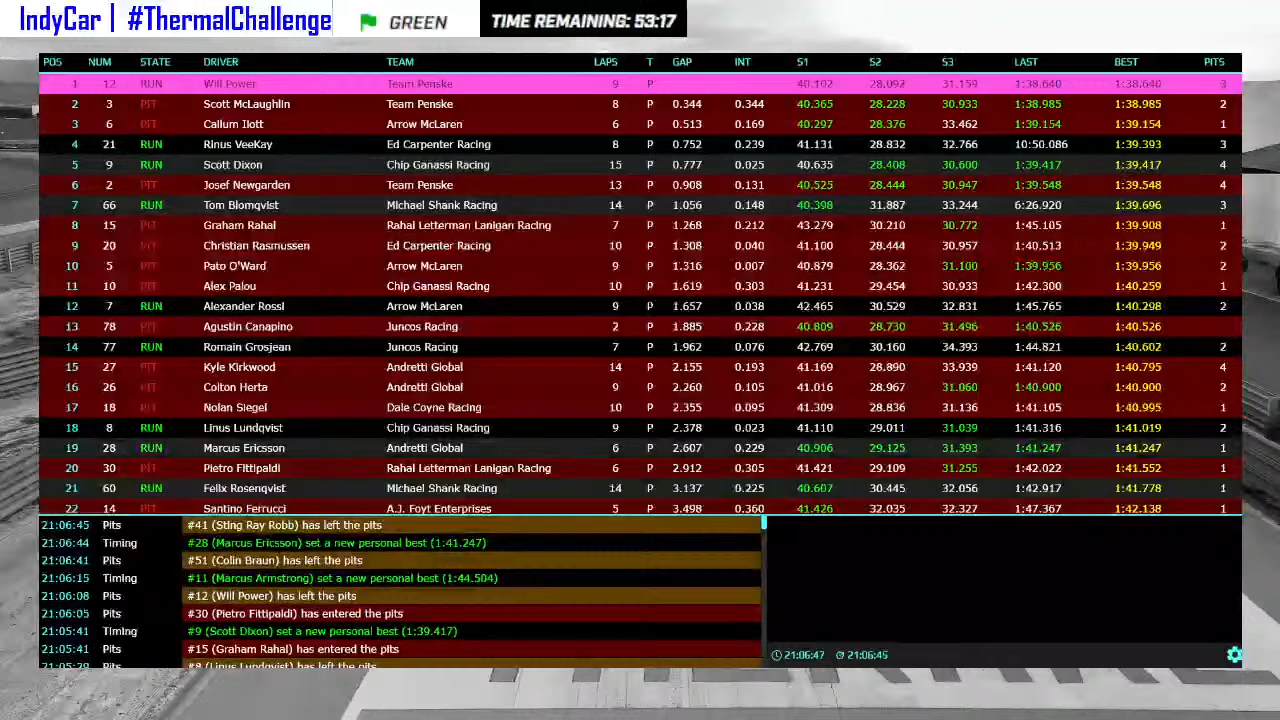 IndyCar | #ThermalChallenge GREEN TIME REMAINING: 53:17
POS NUM STATE DRIVER TEAM LAPS T GAP INT S1 S2 S3 LAST BEST PITS
1 12 RUN Will Power Team Penske 9 P 40.102 28.092 31.159 1:38.640 1:38.640 3
2 3 PIT Scott McLaughlin Team Penske 8 P 0.344 0.344 40.365 28.228 30.933 1:38.985 1:38.985 2
3 6 PIT Callum Ilott Arrow McLaren 6 P 0.513 0.169 40.297 28.376 33.462 1:39.154 1:39.154 1
4 21 RUN Rinus VeeKay Ed Carpenter Racing 8 P 0.752 0.239 41.131 28.832 32.766 10:50.086 1:39.393 3
5 9 RUN Scott Dixon Chip Ganassi Racing 15 P 0.777 0.025 40.635 28.408 30.600 1:39.417 1:39.417 4
6 2 PIT Josef Newgarden Team Penske 13 P 0.908 0.131 40.525 28.444 30.947 1:39.548 1:39.548 4
7 66 RUN Tom Blomqvist Michael Shank Racing 14 P 1.056 0.148 40.398 31.887 33.244 6:26.920 1:39.696 3
8 15 PIT Graham Rahal Rahal Letterman Lanigan Racing 7 P 1.268 0.212 43.279 30.210 30.772 1:45.105 1:39.908 1
9 20 PIT Christian Rasmussen Ed Carpenter Racing 10 P 1.308 0.040 41.100 28.444 30.957 1:40.513 1:39.949 2
10 5 PIT Pato O'Ward Arrow McLaren 9 P 1.316 0.007 40.879 28.362 31.100 1:39.956 1:39.956 2
11 10 PIT Alex Palou Chip Ganassi Racing 10 P 1.619 0.303 41.231 29.454 30.933 1:42.300 1:40.259 1
12 7 RUN Alexander Rossi Arrow McLaren 9 P 1.657 0.038 42.465 30.529 32.831 1:45.765 1:40.298 2
13 78 PIT Agustin Canapino Juncos Racing 2 P 1.885 0.228 40.809 28.730 31.496 1:40.526 1:40.526
14 77 RUN Romain Grosjean Juncos Racing 7 P 1.962 0.076 42.769 30.160 34.393 1:44.821 1:40.602 2
15 27 PIT Kyle Kirkwood Andretti Global 14 P 2.155 0.193 41.169 28.890 33.939 1:41.120 1:40.795 4
16 26 PIT Colton Herta Andretti Global 9 P 2.260 0.105 41.016 28.967 31.060 1:40.900 1:40.900 2
17 18 PIT Nolan Siegel Dale Coyne Racing 10 P 2.355 0.095 41.309 28.836 31.136 1:41.105 1:40.995 1
18 8 RUN Linus Lundqvist Chip Ganassi Racing 9 P 2.378 0.023 41.110 29.011 31.039 1:41.316 1:41.019 2
19 28 RUN Marcus Ericsson Andretti Global 6 P 2.607 0.229 40.906 29.125 31.393 1:41.247 1:41.247 1
20 30 PIT Pietro Fittipaldi Rahal Letterman Lanigan Racing 6 P 2.912 0.305 41.421 29.109 31.255 1:42.022 1:41.552 1
21 60 RUN Felix Rosenqvist Michael Shank Racing 14 P 3.137 0.225 40.607 30.445 32.056 1:42.917 1:41.778 1
22 14 PIT Santino Ferrucci A.J. Foyt Enterprises 5 P 3.498 0.360 41.426 32.035 32.327 1:47.367 1:42.138 1
21:06:45 Pits #41 (Sting Ray Robb) has left the pits
21:06:44 Timing #28 (Marcus Ericsson) set a new personal best (1:41.247)
21:06:41 Pits #51 (Colin Braun) has left the pits
21:06:15 Timing #11 (Marcus Armstrong) set a new personal best (1:44.504)
21:06:08 Pits #12 (Will Power) has left the pits
21:06:05 Pits #30 (Pietro Fittipaldi) has entered the pits
21:05:41 Timing #9 (Scott Dixon) set a new personal best (1:39.417)
21:05:41 Pits #15 (Graham Rahal) has entered the pits
21:05:28 Pits #8 (Linus Lundqvist) has left the pits
21:06:47 21:06:45